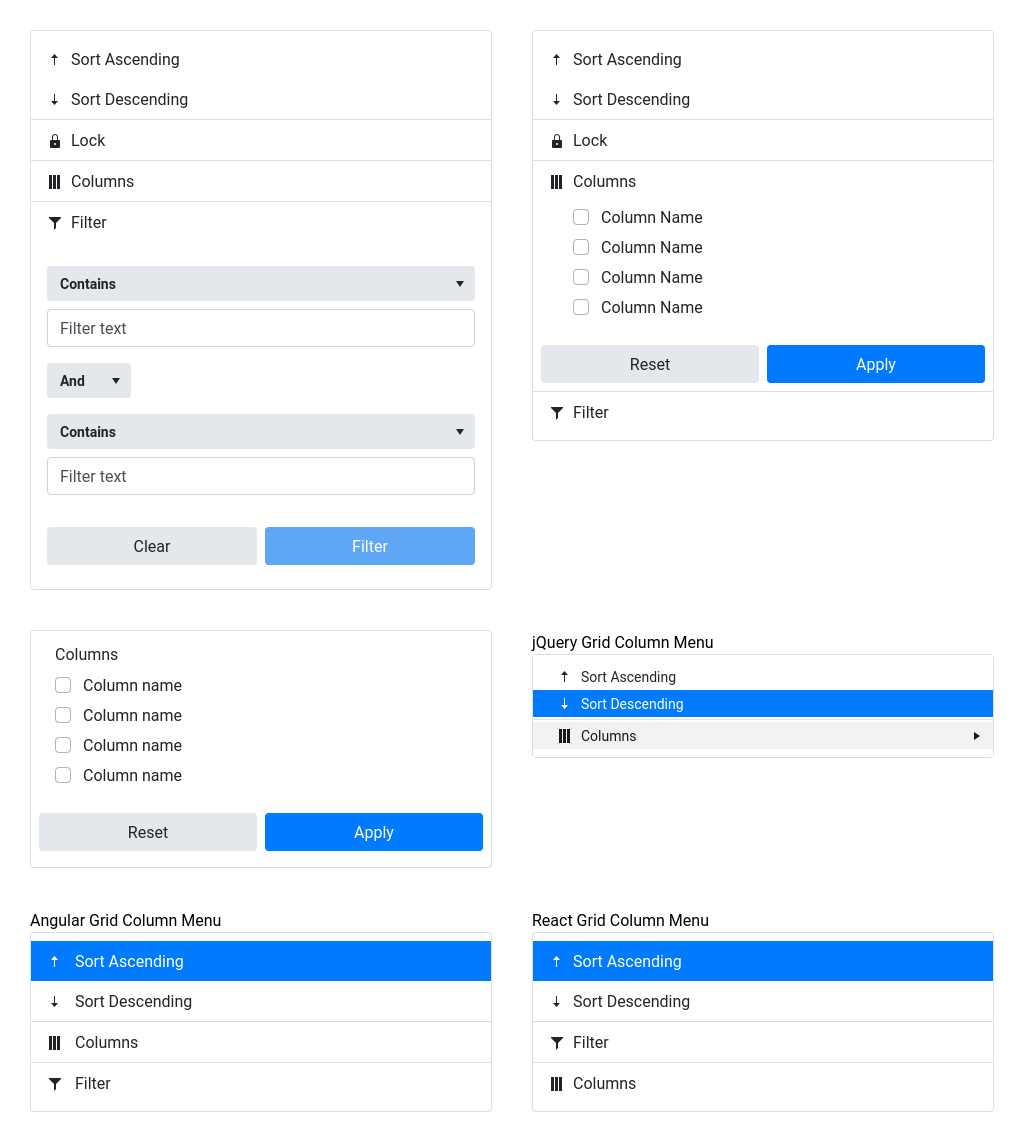 Sort Ascending
Sort Descending
Lock
Columns
Filter
Contains
Filter text
And
Contains
Filter text
Clear
Filter
Sort Ascending
Sort Descending
Lock
Columns
Column Name
Column Name
Column Name
Column Name
Reset
Apply
Filter
Columns
Column name
Column name
Column name
Column name
Reset
Apply
jQuery Grid Column Menu
Sort Ascending
Sort Descending
Columns
Angular Grid Column Menu
Sort Ascending
Sort Descending
Columns
Filter
React Grid Column Menu
Sort Ascending
Sort Descending
Filter
Columns